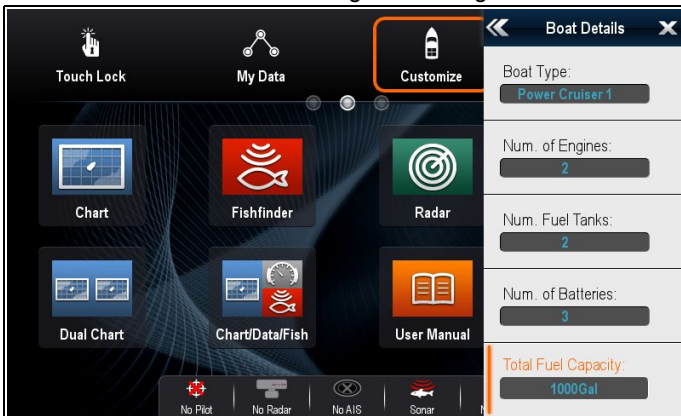 Touch Lock
My Data
Customize
Boat Details
Boat Type:
Power Cruiser 1
Num. of Engines:
2
Num. Fuel Tanks:
2
Num. of Batteries:
3
Total Fuel Capacity:
1000Gal
Chart
Fishfinder
Radar
Dual Chart
Chart/Data/Fish
User Manual
No Pilot
No Radar
No AIS
Sonar